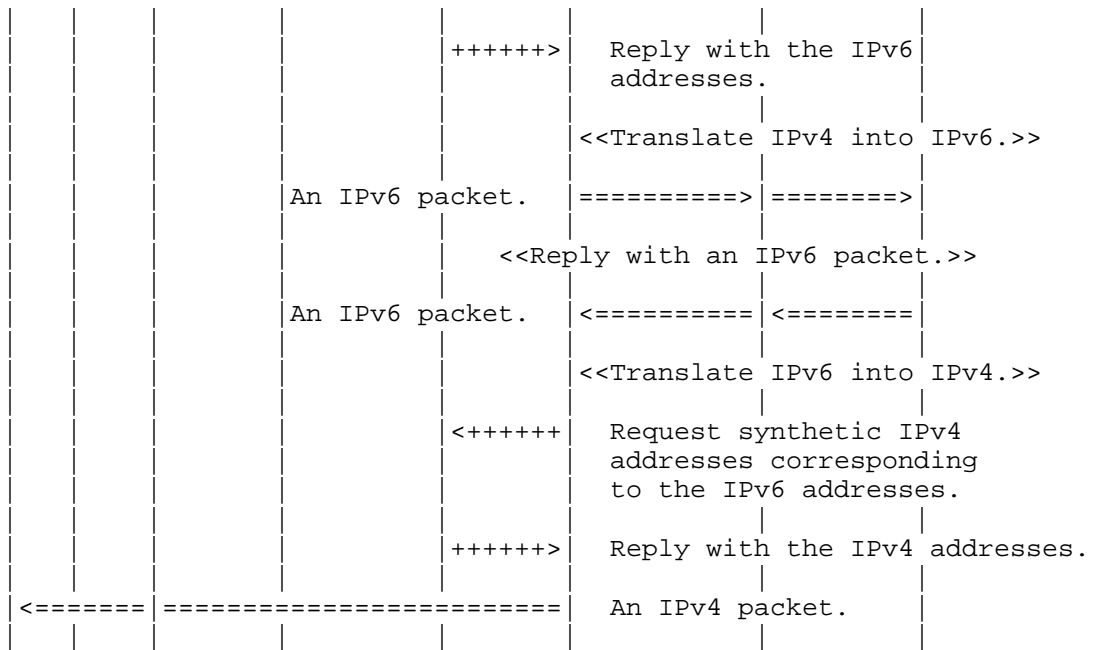 ++++++> Reply with the IPv6
addresses.
<<Translate IPv4 into IPv6.>>
An IPv6 packet. ==========> ========>
<<Reply with an IPv6 packet.>>
An IPv6 packet. <========== <========
<<Translate IPv6 into IPv4.>>
<++++++ Request synthetic IPv4
addresses corresponding
to the IPv6 addresses.
++++++> Reply with the IPv4 addresses.
<======= ========================= An IPv4 packet.